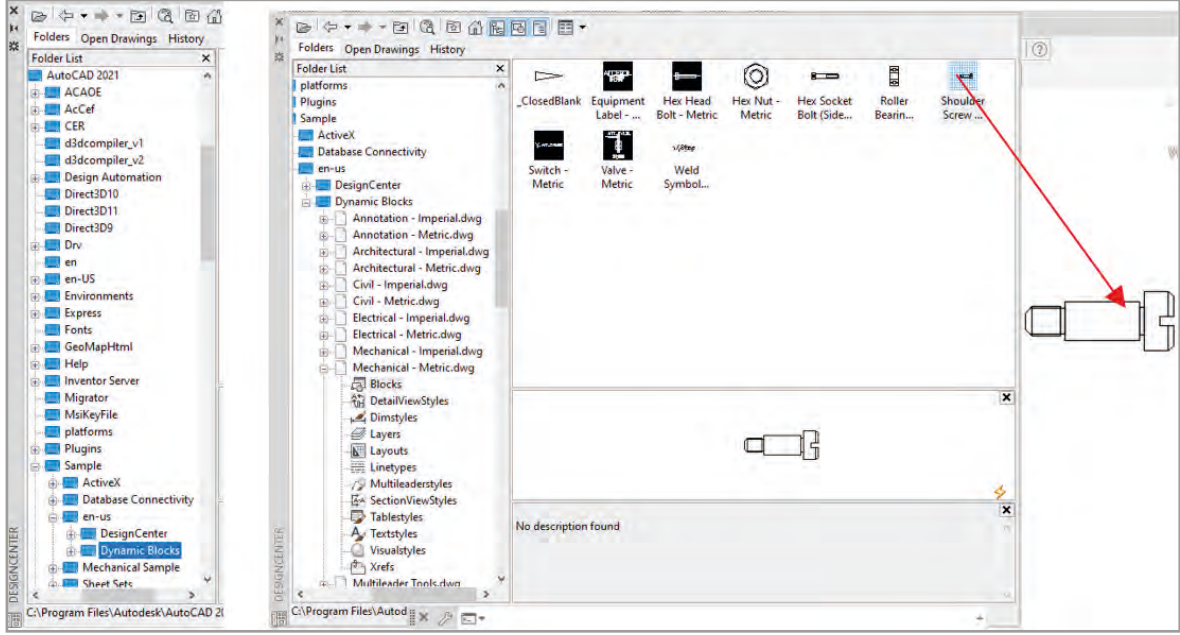 Folders Open Drawings History
Folder List
AutoCAD 2021
ACAOE
AcCef
CER
d3dcompiler_v1
d3dcompiler_v2
Design Automation
Direct3D10
Direct3D11
Direct3D9
Drv
en
en-US
Environments
Express
Fonts
GeoMapHtml
Help
Inventor Server
Migrator
MsiKeyFile
platforms
Plugins
Sample
ActiveX
Database Connectivity
en-us
DesignCenter
Dynamic Blocks
Mechanical Sample
Sheet Sets
C:\Program Files\Autodesk\AutoCAD 20
DESIGNCENTER
Folders Open Drawings History
Folder List
platforms
Plugins
Sample
ActiveX
Database Connectivity
en-us
DesignCenter
Dynamic Blocks
Annotation - Imperial.dwg
Annotation - Metric.dwg
Architectural - Imperial.dwg
Architectural - Metric.dwg
Civil - Imperial.dwg
Civil - Metric.dwg
Electrical - Imperial.dwg
Electrical - Metric.dwg
Mechanical - Imperial.dwg
Mechanical - Metric.dwg
Blocks
DetailViewStyles
Dimstyles
Layers
Layouts
Linetypes
Multileaderstyles
SectionViewStyles
Tablestyles
Textstyles
Visualstyles
Xrefs
Multileader Tools.dwg
C:\Program Files\Autod
DESIGNCENTER
_ClosedBlank
Equipment
Label - ...
Hex Head
Bolt - Metric
Hex Nut -
Metric
Hex Socket
Bolt (Side...
Roller
Bearin...
Shoulder
Screw ...
Switch -
Metric
Valve -
Metric
Weld
Symbol...
No description found